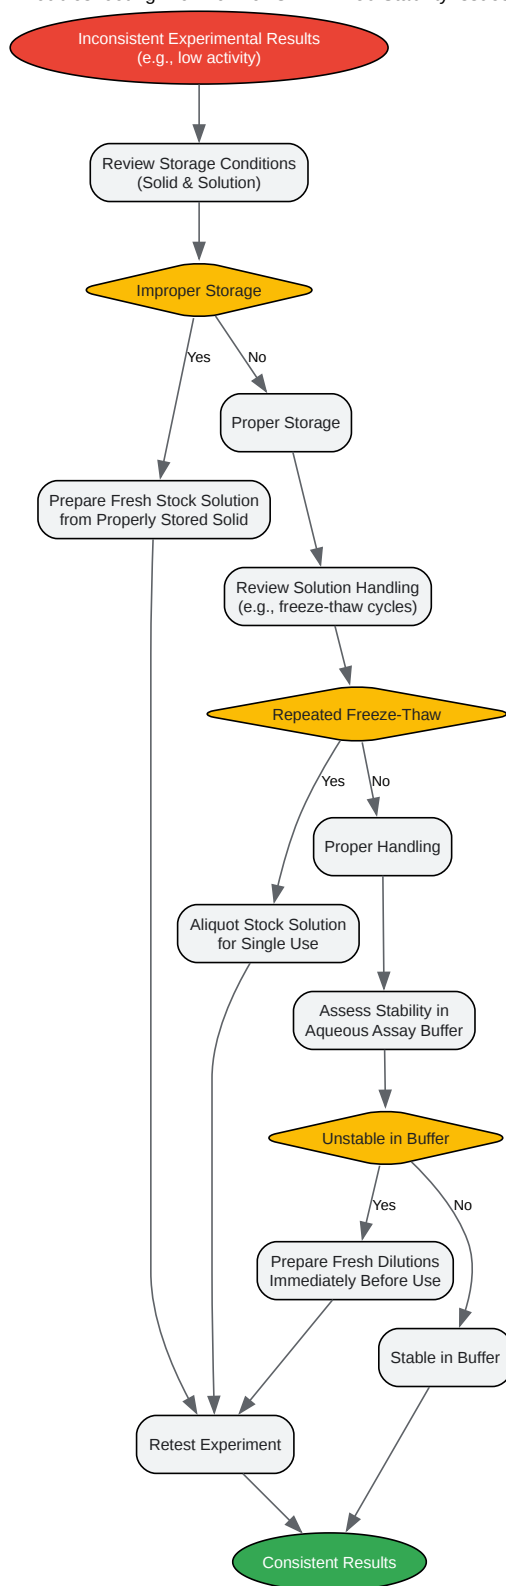 Inconsistent Experimental Results
(e.g., low activity)
Review Storage Conditions
(Solid & Solution)
Improper Storage
Yes
No
Proper Storage
Prepare Fresh Stock Solution
from Properly Stored Solid
Review Solution Handling
(e.g., freeze-thaw cycles)
Repeated Freeze-Thaw
Yes
No
Proper Handling
Aliquot Stock Solution
for Single Use
Assess Stability in
Aqueous Assay Buffer
Unstable in Buffer
Yes
No
Prepare Fresh Dilutions
Immediately Before Use
Stable in Buffer
Retest Experiment
Consistent Results